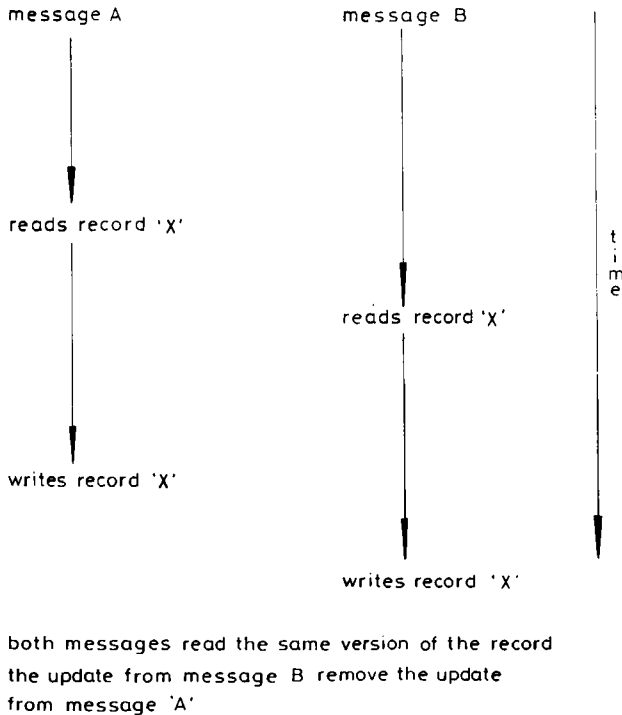 message A
message B
reads record 'X'
time
reads record 'X'
writes record 'X'
writes record 'X'
both messages read the same version of the record
the update from message B remove the update
from message 'A'